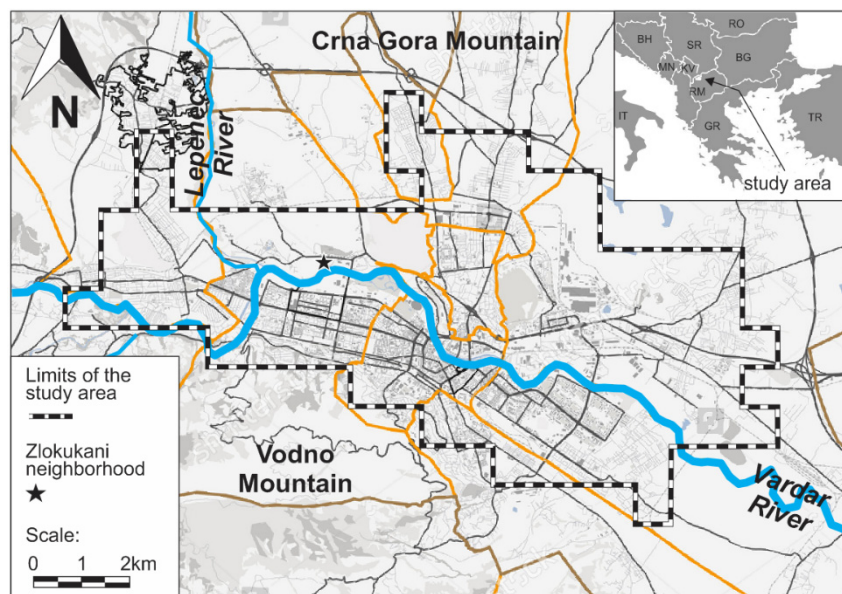 Crna Gora Mountain
N
Lepenec
River
BH
RO
SR
MN
KV
BG
RM
IT
GR
TR
study area
Limits of the
study area
Zlokukani
neighborhood
Scale:
0 1 2km
Vodno
Mountain
Vardar
River